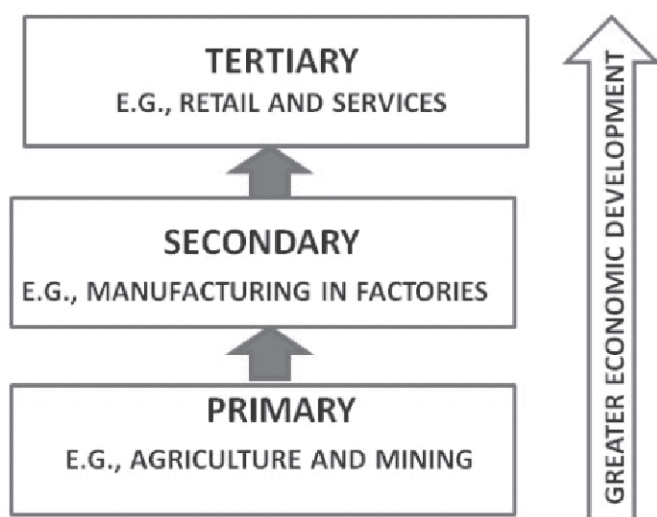 TERTIARY
E.G., RETAIL AND SERVICES
SECONDARY
E.G., MANUFACTURING IN FACTORIES
PRIMARY
E.G., AGRICULTURE AND MINING
GREATER ECONOMIC DEVELOPMENT